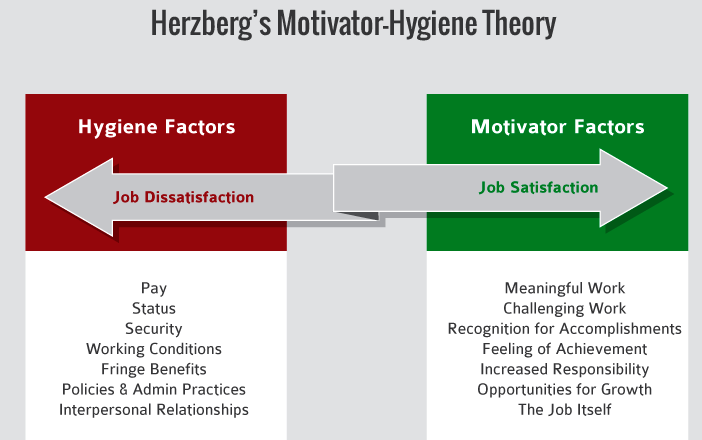 Herzberg's Motivator-Hygiene Theory
Hygiene Factors
Job Dissatisfaction
Pay
Status
Security
Working Conditions
Fringe Benefits
Policies & Admin Practices
Interpersonal Relationships
Motivator Factors
Job Satisfaction
Meaningful Work
Challenging Work
Recognition for Accomplishments
Feeling of Achievement
Increased Responsibility
Opportunities for Growth
The Job Itself